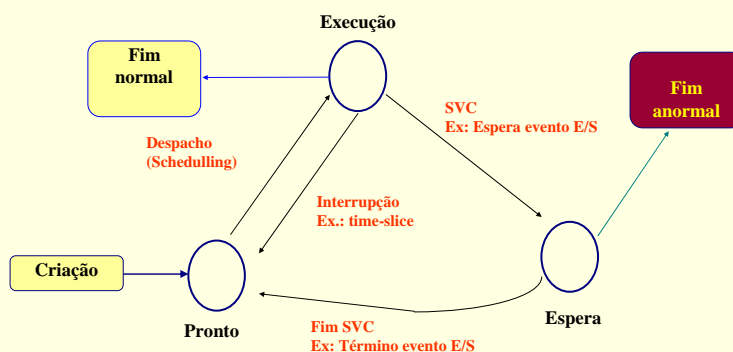 Execução
Fim
normal
Fim
anormal
SVC
Ex: Espera evento E/S
Despacho
(Schedulling)
Interrupção
Ex.: time-slice
Criação
Pronto
Espera
Fim SVC
Ex: Término evento E/S